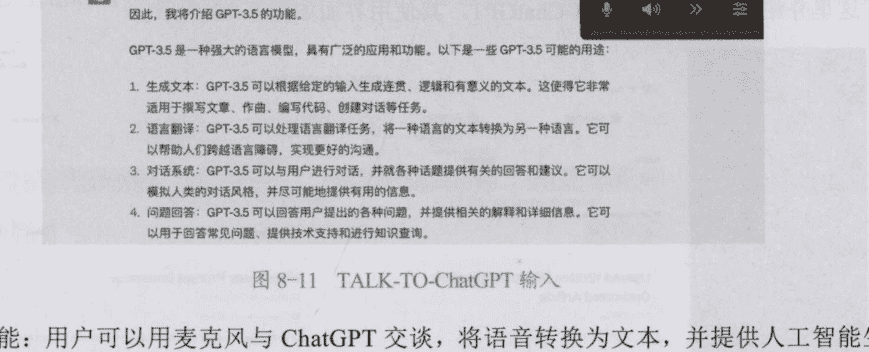 因此，我将介绍 GPT-3.5 的功能。
GPT-3.5 是一种强大的语言模型，具有广泛的应用和功能。以下是一些 GPT-3.5 可能的用途：
1. 生成文本：GPT-3.5 可以根据给定的输入生成连贯、逻辑和有意义的文本。这使得它非常
适用于撰写文章、作曲、编写代码、创建对话等任务。
2. 语言翻译：GPT-3.5 可以处理语言翻译任务，将一种语言的文本转换为另一种语言。它可
以帮助人们跨越语言障碍，实现更好的沟通。
3. 对话系统：GPT-3.5 可以与用户进行对话，并就各种话题提供有关的回答和建议。它可以
模拟人类的对话风格，并尽可能地提供有用的信息。
4. 问题回答：GPT-3.5 可以回答用户提出的各种问题，并提供相关的解释和详细信息。它可
以用于回答常见问题、提供技术支持和进行知识查询。
图 8-11 TALK-TO-ChatGPT 输入
能：用户可以用麦克风与 ChatGPT 交谈，将语音转换为文本，并提供人工智能生